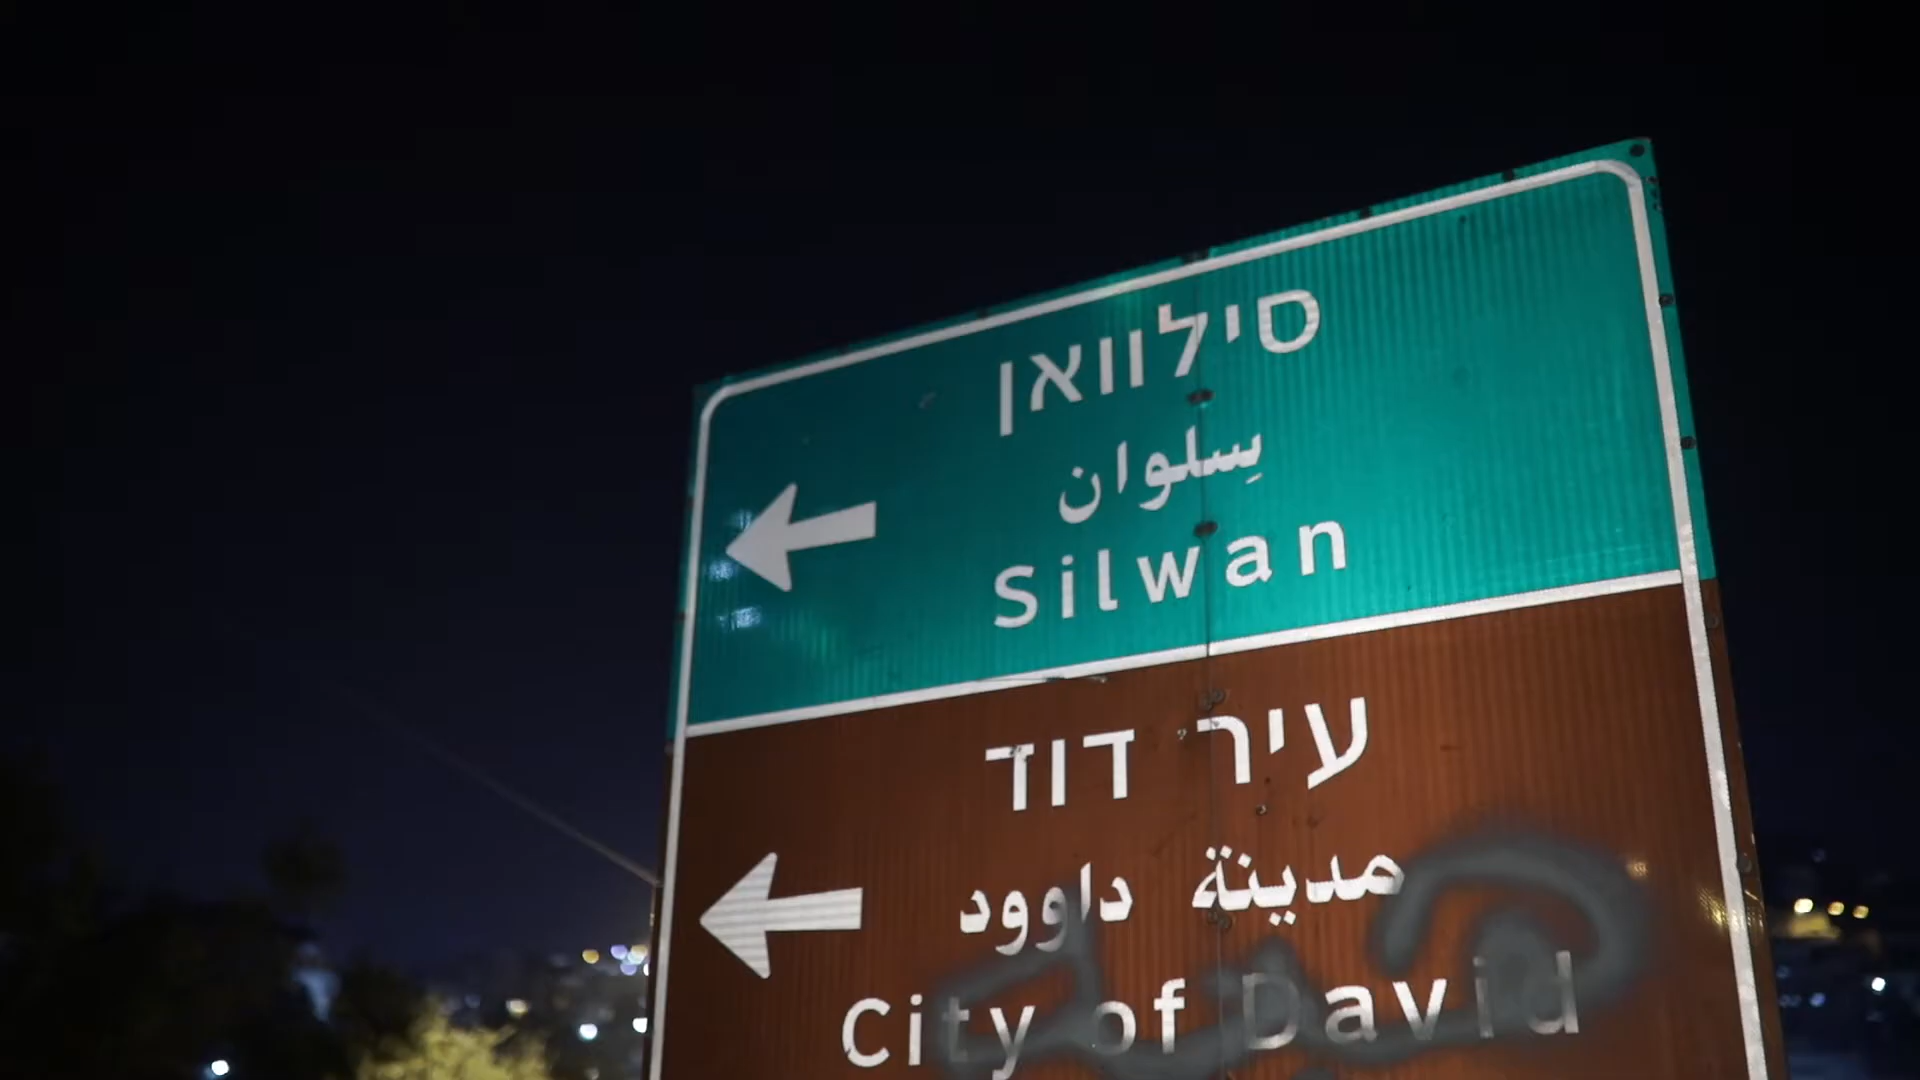 סילוואן
سِلوان
Silwan
עיר דוד
مدينة داوود
City of David